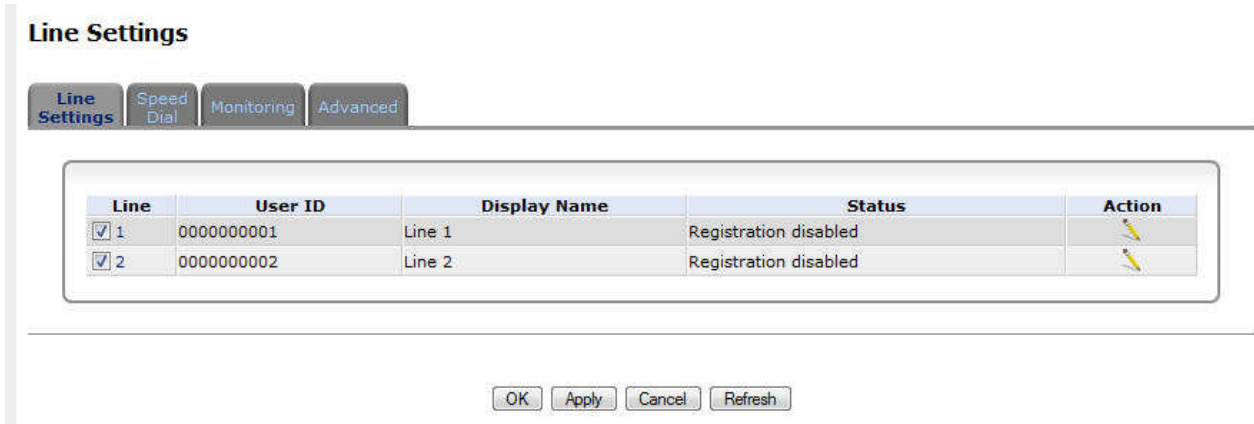 Line Settings
Line Settings
Speed Dial
Monitoring
Advanced
Line User ID Display Name Status Action
1 0000000001 Line 1 Registration disabled
2 0000000002 Line 2 Registration disabled
OK Apply Cancel Refresh